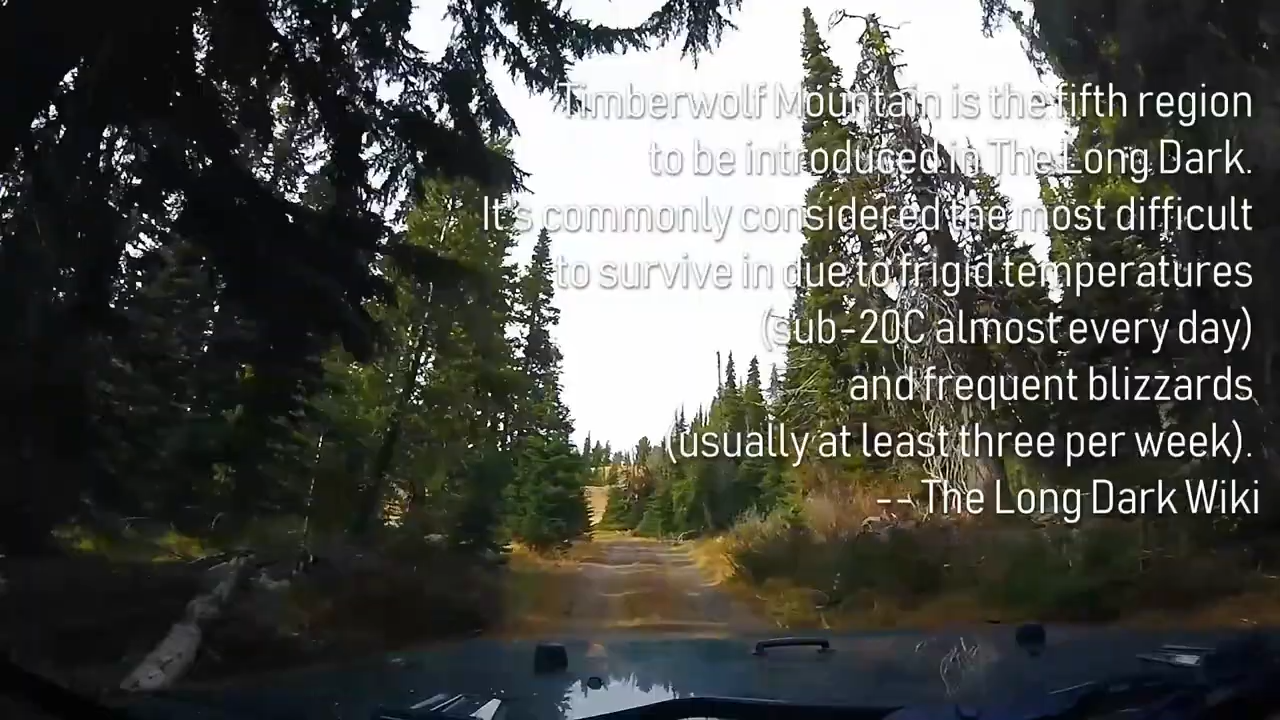 Timberwolf Mountain is the fifth region
to be introduced in The Long Dark.
It's commonly considered the most difficult
to survive in due to frigid temperatures
(sub-20C almost every day)
and frequent blizzards
(usually at least three per week).
-- The Long Dark Wiki